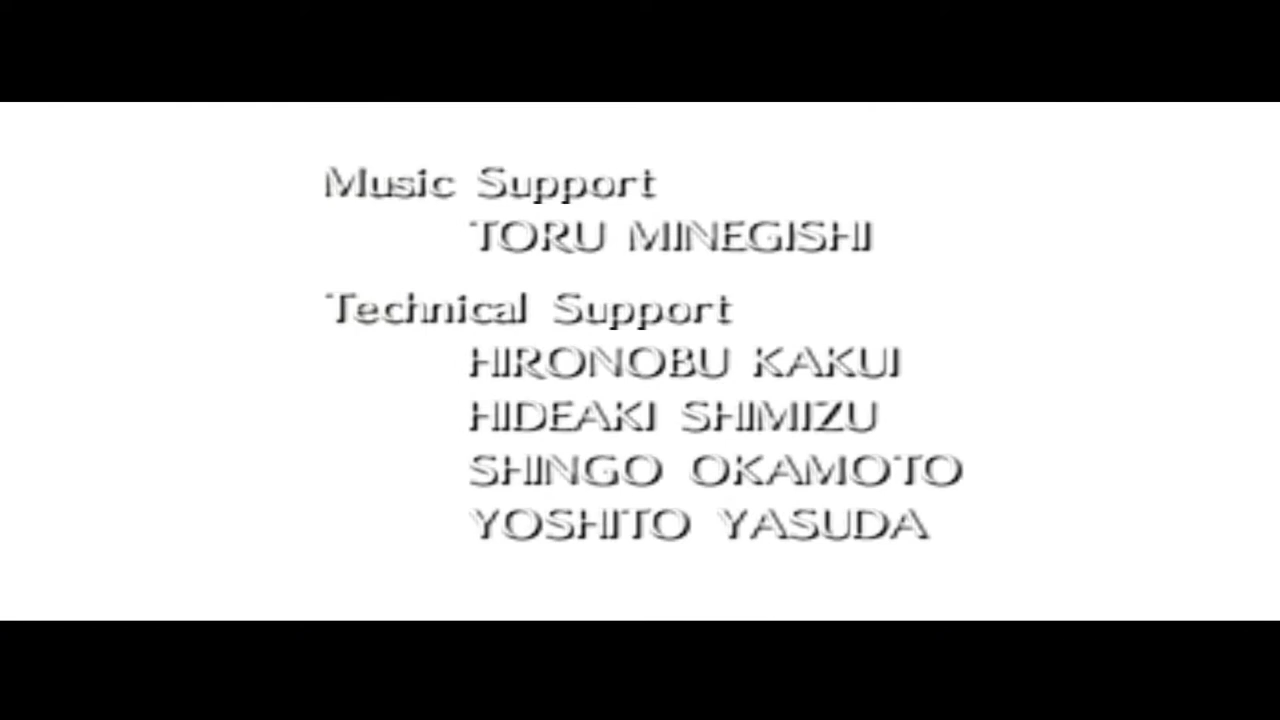 Music Support
TORU MINEGISHI
Technical Support
HIRONOBU KAKUI
HIDEAKI SHIMIZU
SHINGO OKAMOTO
YOSHITO YASUDA